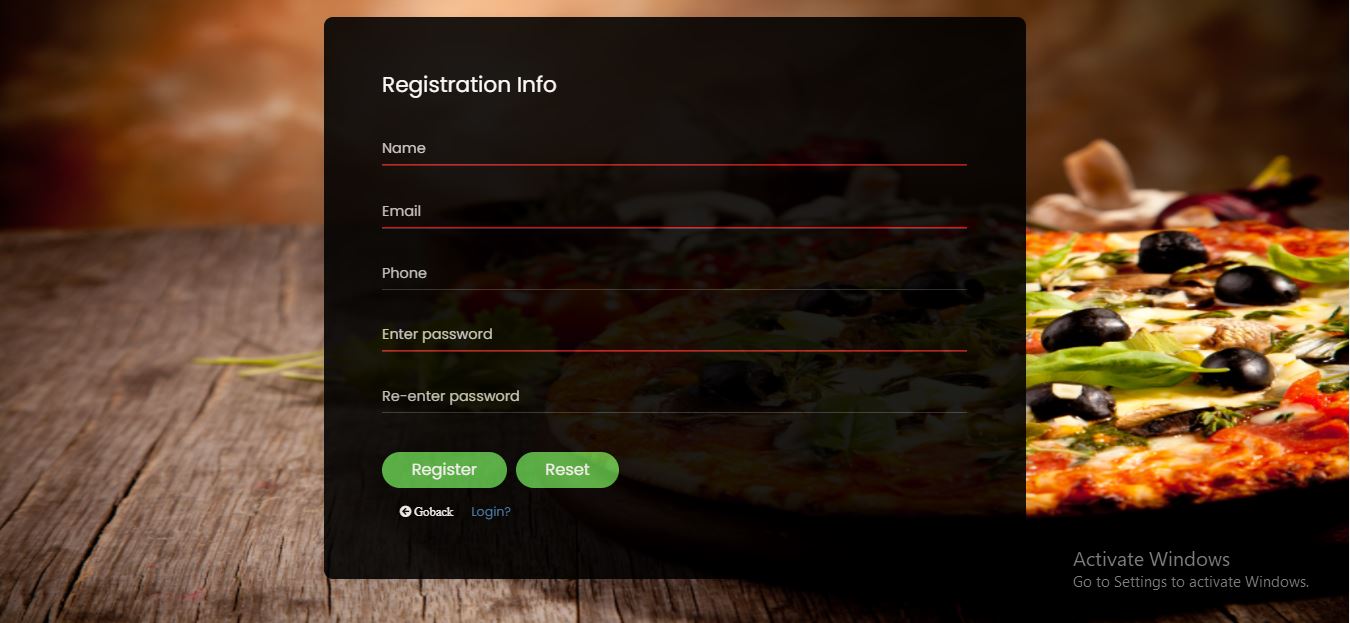 Registration Info
Name
Email
Phone
Enter password
Re-enter password
Register Reset
Goback Login?
Activate Windows
Go to Settings to activate Windows.